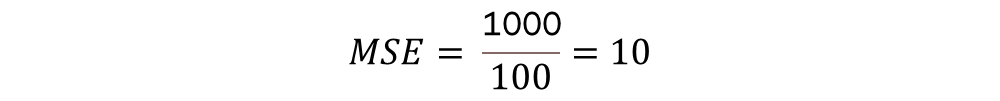 MSE = 1000/100 = 10